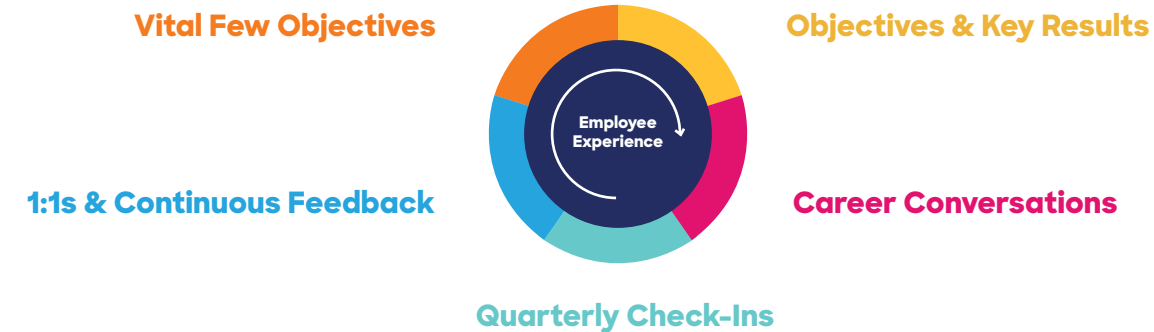 Vital Few Objectives
Objectives & Key Results
Employee
Experience
1:1s & Continuous Feedback
Career Conversations
Quarterly Check-Ins